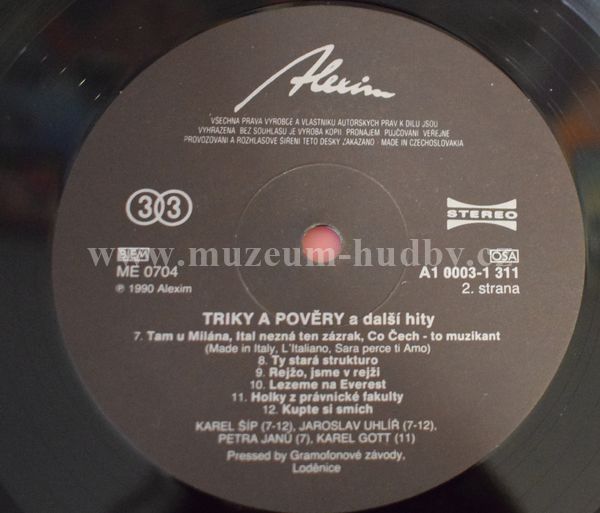 Alexim
VŠECHNA PRÁVA VÝROBCE A VLASTNÍKU AUTORSKÝCH PRÁV K DÍLU JSOU
VYHRAZENA. BEZ SOUHLASU JE VÝROBA KOPIÍ, PRONÁJEM, PŮJČOVÁNÍ, VEŘEJNÉ
PROVOZOVÁNÍ A ROZHLASOVÉ ŠÍŘENÍ TÉTO DESKY ZAKÁZÁNO · MADE IN CZECHOSLOVAKIA
33
STEREO
www.muzeum-hudby.cz
BIEM
OSA
ME 0704
A1 0003-1 311
℗ 1990 Alexim
2. strana
TRIKY A POVĚRY a další hity
7. Tam u Milána, Ital nezná ten zázrak, Co Čech - to muzikant
(Made in Italy, L'Italiano, Sara perce ti Amo)
8. Ty stará strukturo
9. Rejžo, jsme v rejži
10. Lezeme na Everest
11. Holky z právnické fakulty
12. Kupte si smích
KAREL ŠÍP (7-12), JAROSLAV UHLÍŘ (7-12),
PETRA JANŮ (7), KAREL GOTT (11)
Pressed by Gramofonové závody,
Loděnice